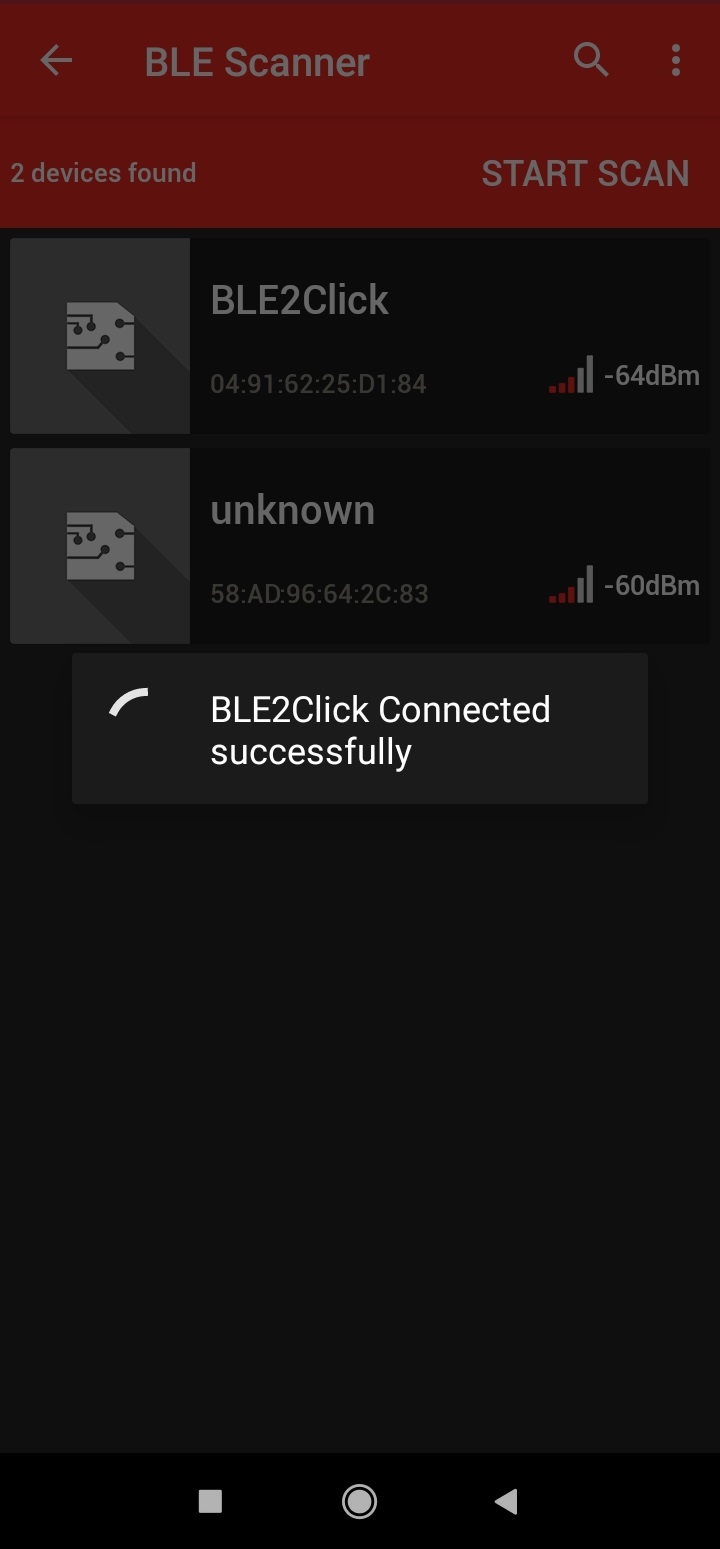 BLE Scanner
2 devices found START SCAN
BLE2Click
04:91:62:25:D1:84 -64dBm
unknown
58:AD:96:64:2C:83 -60dBm
BLE2Click Connected
successfully